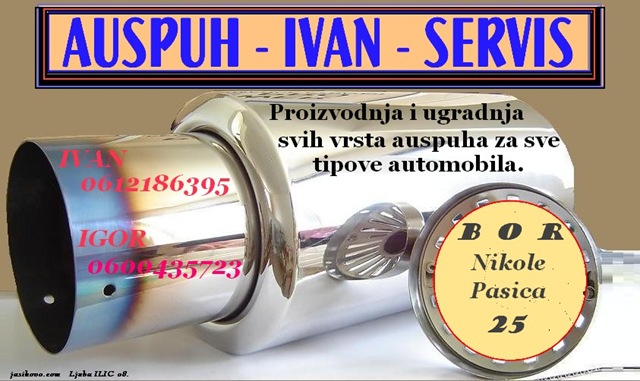 AUSPUH - IVAN - SERVIS
Proizvodnja i ugradnja
svih vrsta auspuha za sve
tipove automobila.
IVAN
0612186395
IGOR
0600435723
B O R
Nikole
Pasica
25
jasikovo.com Ljuba ILIC 08.